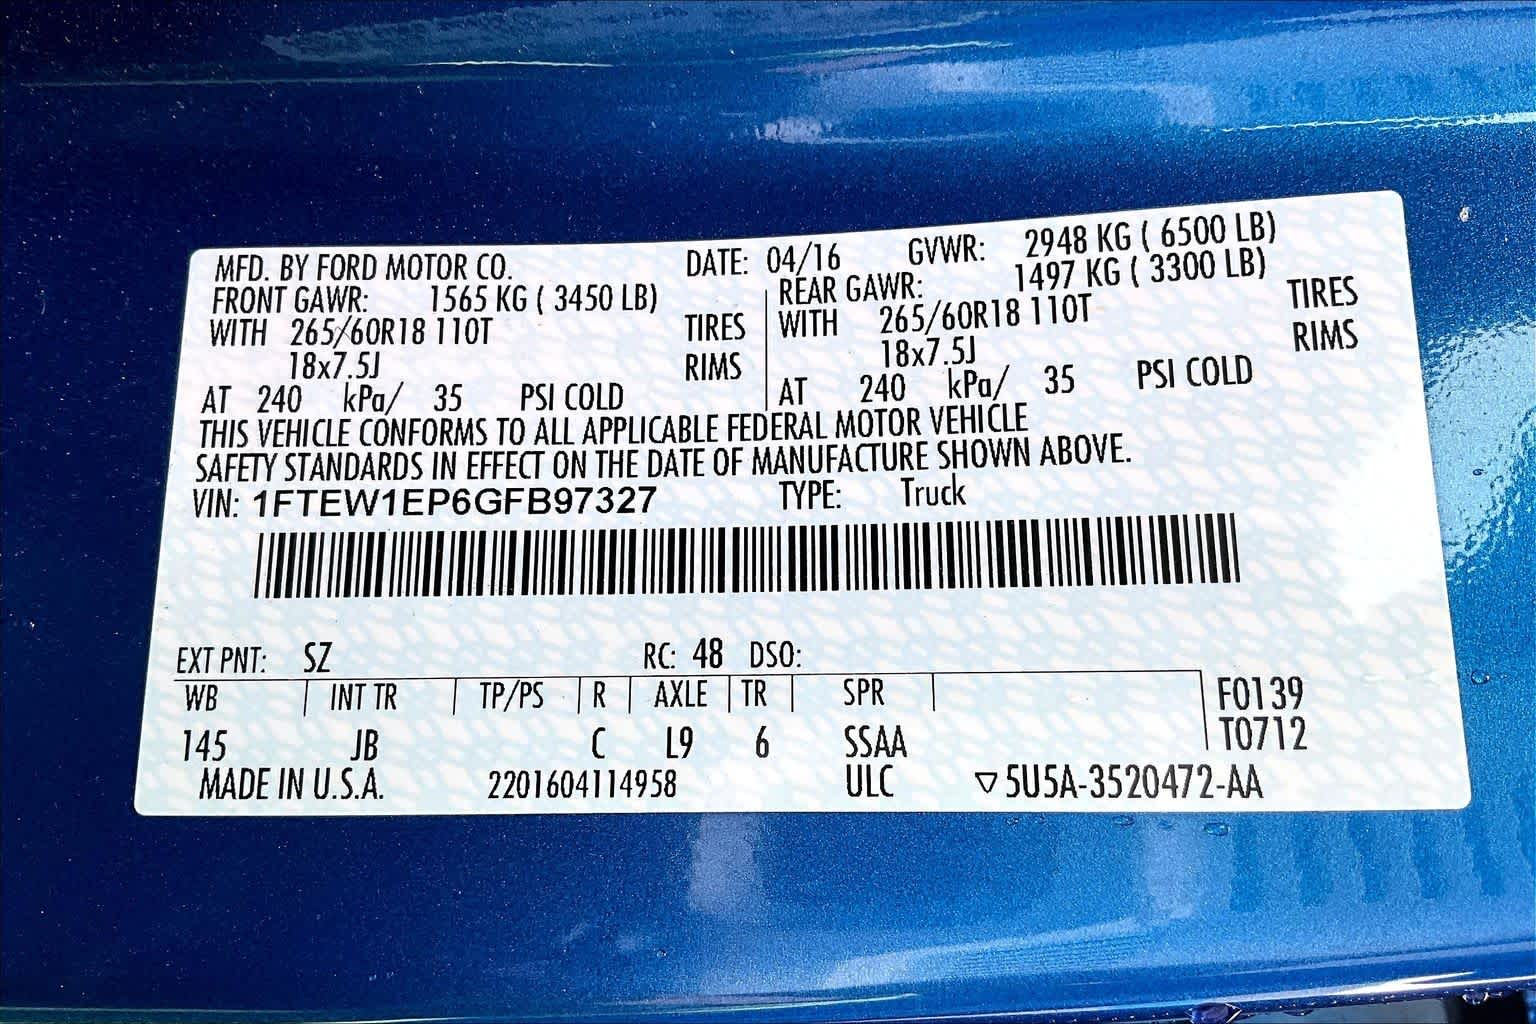 MFD. BY FORD MOTOR CO. DATE: 04/16 GVWR: 2948 KG ( 6500 LB)
FRONT GAWR: 1565 KG ( 3450 LB) REAR GAWR: 1497 KG ( 3300 LB)
WITH 265/60R18 110T TIRES WITH 265/60R18 110T TIRES
18x7.5J RIMS 18x7.5J RIMS
AT 240 kPa/ 35 PSI COLD AT 240 kPa/ 35 PSI COLD
THIS VEHICLE CONFORMS TO ALL APPLICABLE FEDERAL MOTOR VEHICLE
SAFETY STANDARDS IN EFFECT ON THE DATE OF MANUFACTURE SHOWN ABOVE.
VIN: 1FTEW1EP6GFB97327 TYPE: Truck
EXT PNT: SZ RC: 48 DSO:
WB INT TR TP/PS R AXLE TR SPR F0139
T0712
145 JB C L9 6 SSAA
MADE IN U.S.A. 2201604114958 ULC ▽5U5A-3520472-AA